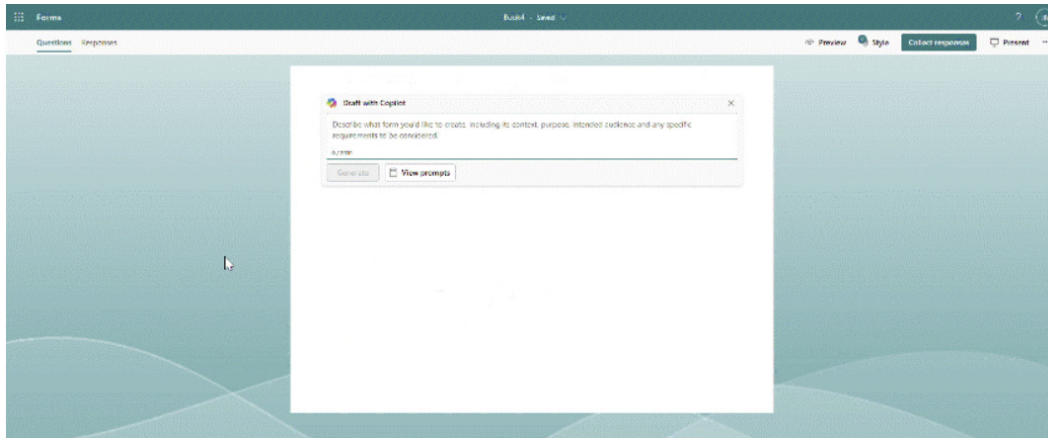 Forms
Book4 - Saved
?
Questions Responses
Preview
Style
Collect responses
Present
Draft with Copilot
Describe what form you'd like to create, including its context, purpose, intended audience and any specific
requirements to be considered.
Generate
View prompts